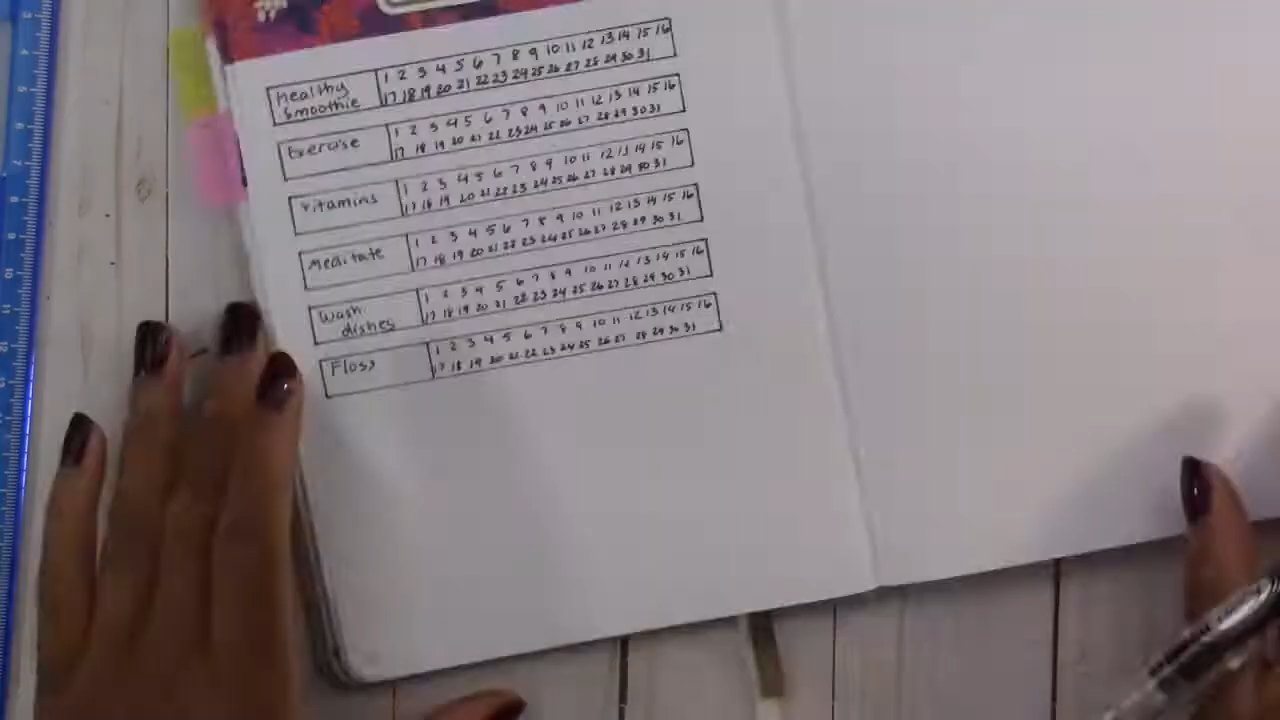 Healthy
Smoothie
1 2 3 4 5 6 7 8 9 10 11 12 13 14 15 16
17 18 19 20 21 22 23 24 25 26 27 28 29 30 31
Exercise
1 2 3 4 5 6 7 8 9 10 11 12 13 14 15 16
17 18 19 20 21 22 23 24 25 26 27 28 29 30 31
Vitamins
1 2 3 4 5 6 7 8 9 10 11 12 13 14 15 16
17 18 19 20 21 22 23 24 25 26 27 28 29 30 31
Meditate
1 2 3 4 5 6 7 8 9 10 11 12 13 14 15 16
17 18 19 20 21 22 23 24 25 26 27 28 29 30 31
Wash
dishes
1 2 3 4 5 6 7 8 9 10 11 12 13 14 15 16
17 18 19 20 21 22 23 24 25 26 27 28 29 30 31
Floss
1 2 3 4 5 6 7 8 9 10 11 12 13 14 15 16
17 18 19 20 21 22 23 24 25 26 27 28 29 30 31